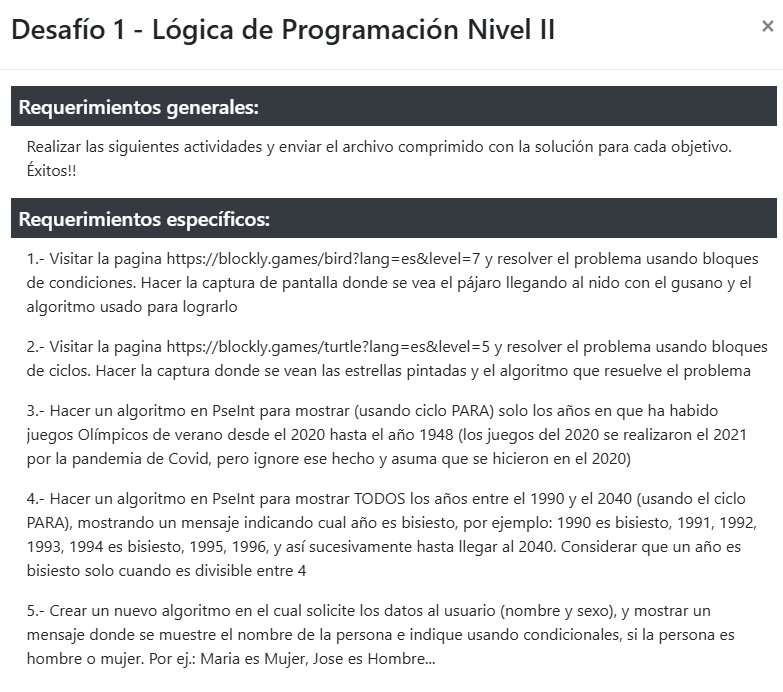 Desafío 1 - Lógica de Programación Nivel II
×
Requerimientos generales:
Realizar las siguientes actividades y enviar el archivo comprimido con la solución para cada objetivo.
Éxitos!!
Requerimientos específicos:
1.- Visitar la pagina https://blockly.games/bird?lang=es&level=7 y resolver el problema usando bloques
de condiciones. Hacer la captura de pantalla donde se vea el pájaro llegando al nido con el gusano y el
algoritmo usado para lograrlo
2.- Visitar la pagina https://blockly.games/turtle?lang=es&level=5 y resolver el problema usando bloques
de ciclos. Hacer la captura donde se vean las estrellas pintadas y el algoritmo que resuelve el problema
3.- Hacer un algoritmo en PseInt para mostrar (usando ciclo PARA) solo los años en que ha habido
juegos Olímpicos de verano desde el 2020 hasta el año 1948 (los juegos del 2020 se realizaron el 2021
por la pandemia de Covid, pero ignore ese hecho y asuma que se hicieron en el 2020)
4.- Hacer un algoritmo en PseInt para mostrar TODOS los años entre el 1990 y el 2040 (usando el ciclo
PARA), mostrando un mensaje indicando cual año es bisiesto, por ejemplo: 1990 es bisiesto, 1991, 1992,
1993, 1994 es bisiesto, 1995, 1996, y así sucesivamente hasta llegar al 2040. Considerar que un año es
bisiesto solo cuando es divisible entre 4
5.- Crear un nuevo algoritmo en el cual solicite los datos al usuario (nombre y sexo), y mostrar un
mensaje donde se muestre el nombre de la persona e indique usando condicionales, si la persona es
hombre o mujer. Por ej.: Maria es Mujer, Jose es Hombre...